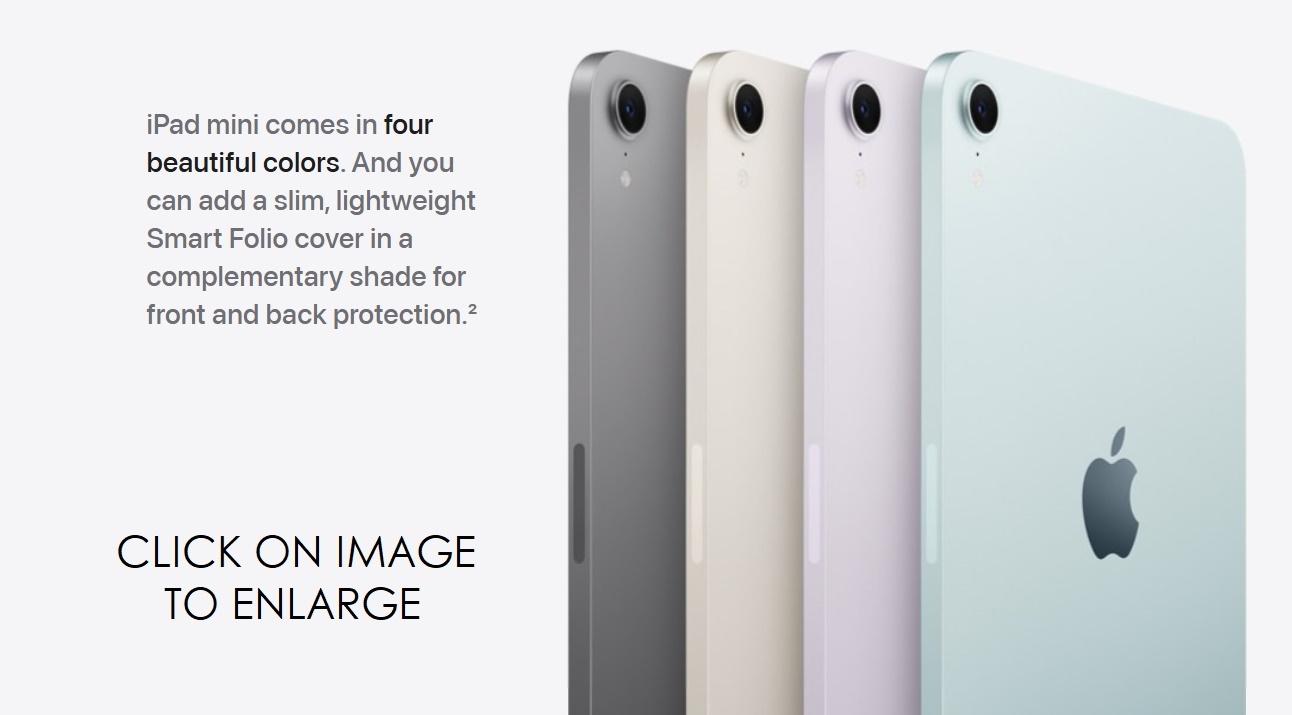 iPad mini comes in four
beautiful colors. And you
can add a slim, lightweight
Smart Folio cover in a
complementary shade for
front and back protection.²
CLICK ON IMAGE
TO ENLARGE